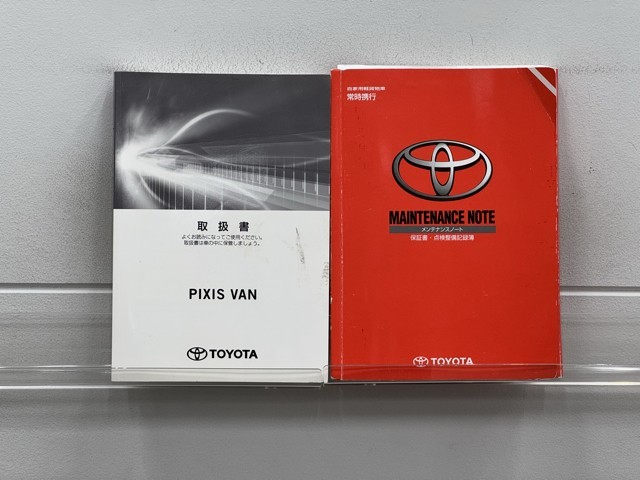 取扱書
よくお読みになってご使用ください。
取扱書は車の中に保管しましょう。
PIXIS VAN
TOYOTA
自家用軽貨物車
常時携行
MAINTENANCE NOTE
メンテナンスノート
保証書・点検整備記録簿
TOYOTA